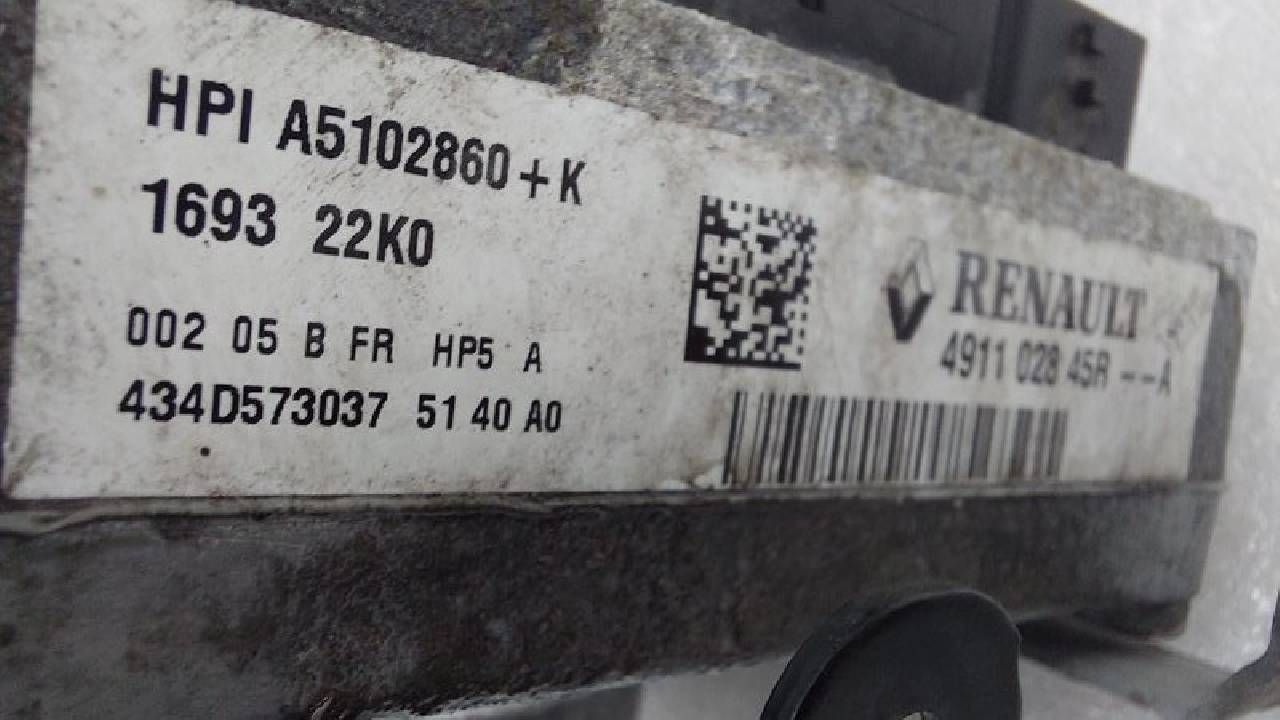 HPI A5102860+K
1693 22K0
002 05 B FR HP5 A
434D573037 51 40 A0
RENAULT
4911 028 45R --A